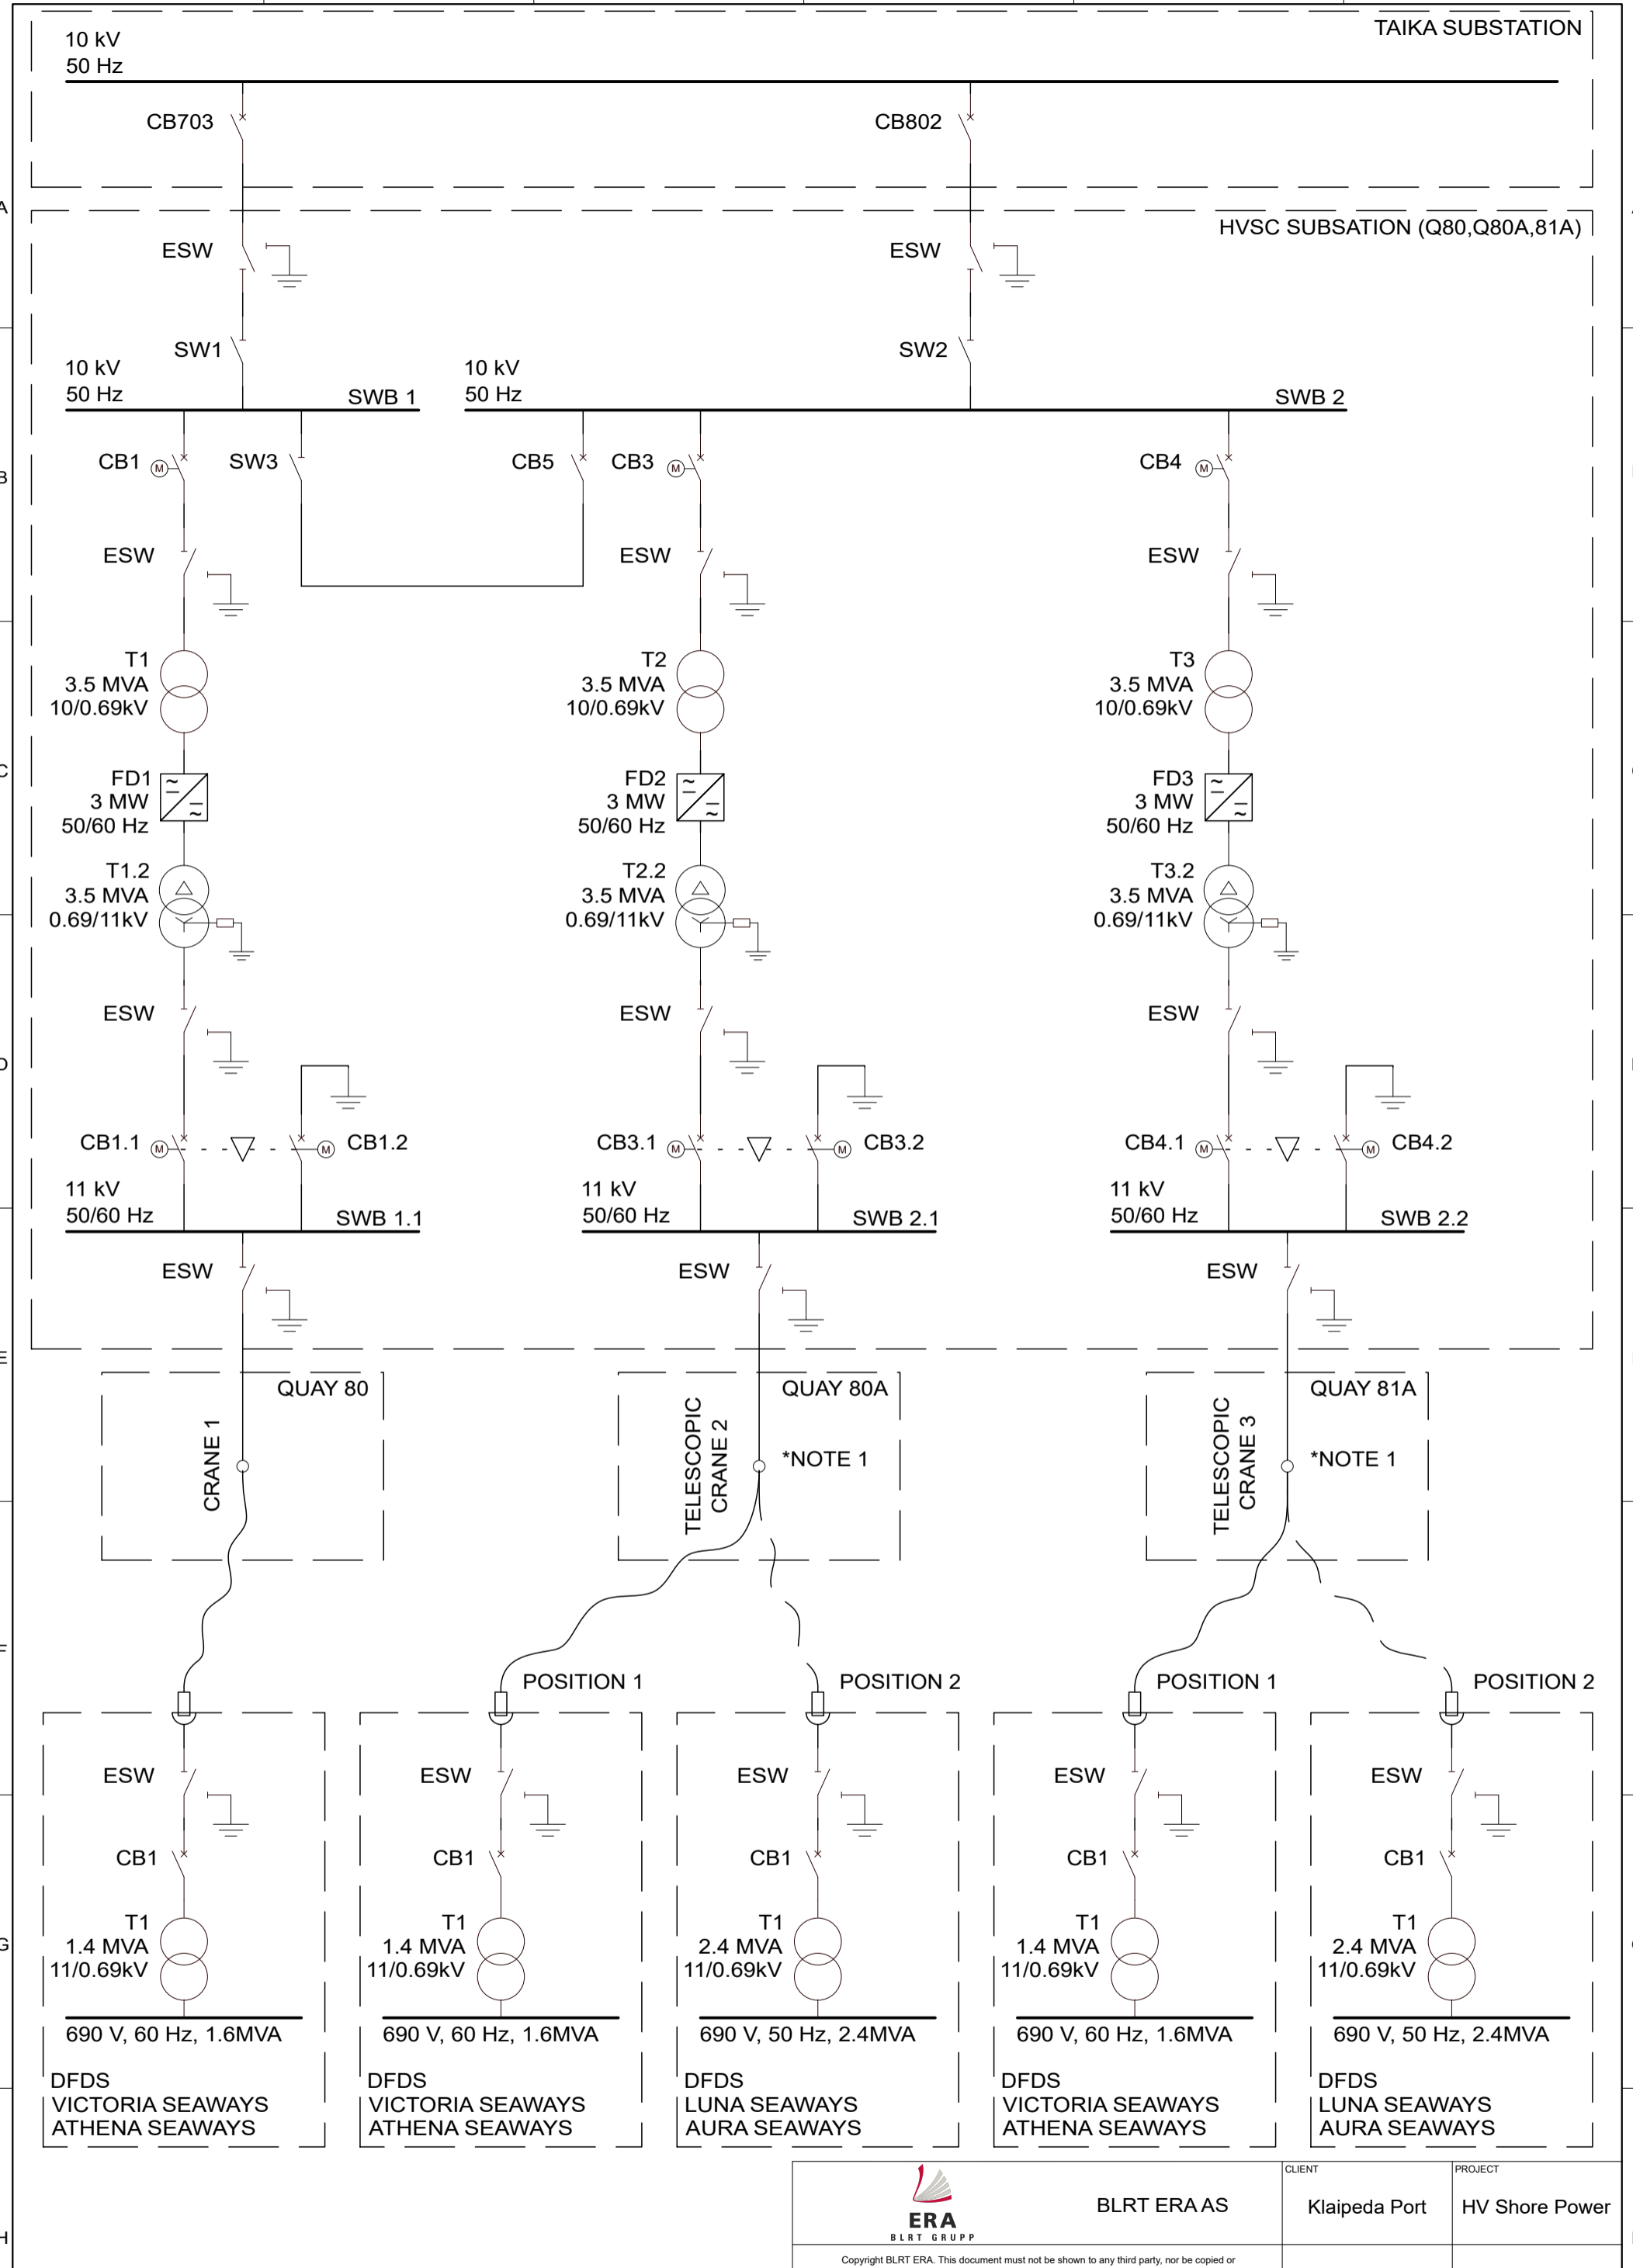 TAIKA SUBSTATION
10 kV
50 Hz
CB703
CB802
A
HVSC SUBSATION (Q80,Q80A,81A)
ESW
ESW
SW1
SW2
10 kV
50 Hz
SWB 1
10 kV
50 Hz
SWB 2
B
CB1
M
SW3
CB5
CB3
M
CB4
M
ESW
ESW
ESW
T1
3.5 MVA
10/0.69kV
T2
3.5 MVA
10/0.69kV
T3
3.5 MVA
10/0.69kV
C
FD1
3 MW
50/60 Hz
FD2
3 MW
50/60 Hz
FD3
3 MW
50/60 Hz
T1.2
3.5 MVA
0.69/11kV
T2.2
3.5 MVA
0.69/11kV
T3.2
3.5 MVA
0.69/11kV
ESW
ESW
ESW
D
CB1.1
M
M
CB1.2
CB3.1
M
M
CB3.2
CB4.1
M
M
CB4.2
11 kV
50/60 Hz
SWB 1.1
11 kV
50/60 Hz
SWB 2.1
11 kV
50/60 Hz
SWB 2.2
ESW
ESW
ESW
E
QUAY 80
CRANE 1
QUAY 80A
TELESCOPIC
CRANE 2
*NOTE 1
QUAY 81A
TELESCOPIC
CRANE 3
*NOTE 1
F
POSITION 1
POSITION 2
POSITION 1
POSITION 2
ESW
ESW
ESW
ESW
ESW
CB1
CB1
CB1
CB1
CB1
G
T1
1.4 MVA
11/0.69kV
T1
1.4 MVA
11/0.69kV
T1
2.4 MVA
11/0.69kV
T1
1.4 MVA
11/0.69kV
T1
2.4 MVA
11/0.69kV
690 V, 60 Hz, 1.6MVA
690 V, 60 Hz, 1.6MVA
690 V, 50 Hz, 2.4MVA
690 V, 60 Hz, 1.6MVA
690 V, 50 Hz, 2.4MVA
DFDS
VICTORIA SEAWAYS
ATHENA SEAWAYS
DFDS
VICTORIA SEAWAYS
ATHENA SEAWAYS
DFDS
LUNA SEAWAYS
AURA SEAWAYS
DFDS
VICTORIA SEAWAYS
ATHENA SEAWAYS
DFDS
LUNA SEAWAYS
AURA SEAWAYS
H
ERA
BLRT GRUPP
BLRT ERA AS
CLIENT
Klaipeda Port
PROJECT
HV Shore Power
Copyright BLRT ERA. This document must not be shown to any third party, nor be copied or